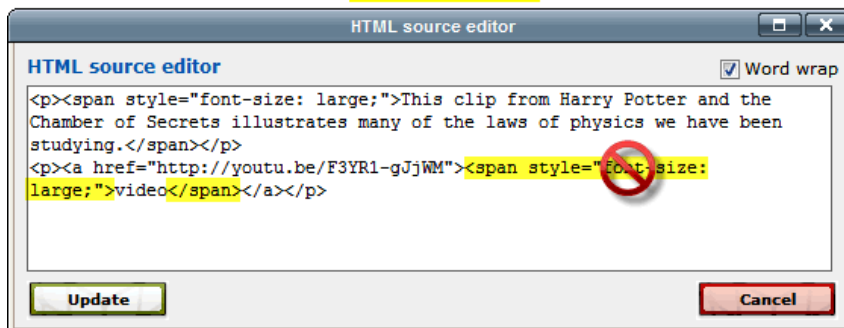 HTML source editor
HTML source editor
Word wrap
<p><span style="font-size: large;">This clip from Harry Potter and the
Chamber of Secrets illustrates many of the laws of physics we have been
studying.</span></p>
<p><a href="http://youtu.be/F3YR1-gJjWM"><span style="font-size:
large;">video</span></a></p>
Update
Cancel